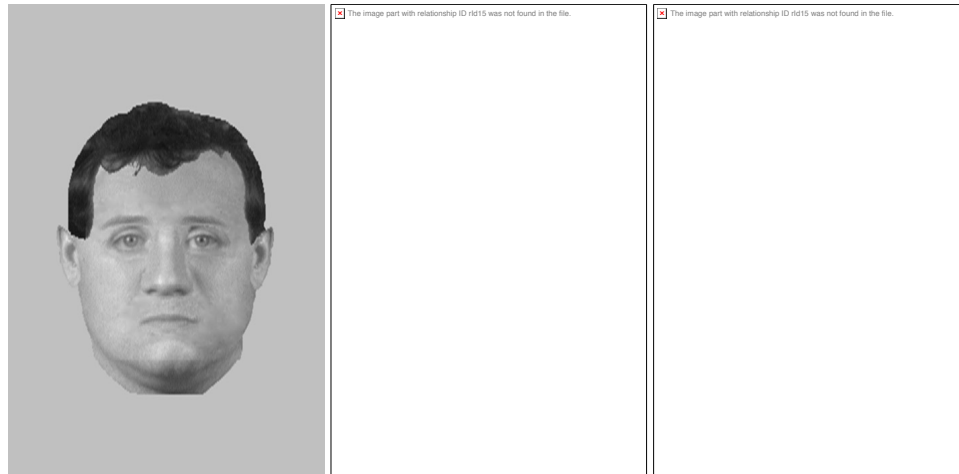 The image part with relationship ID rId15 was not found in the file.
The image part with relationship ID rId15 was not found in the file.